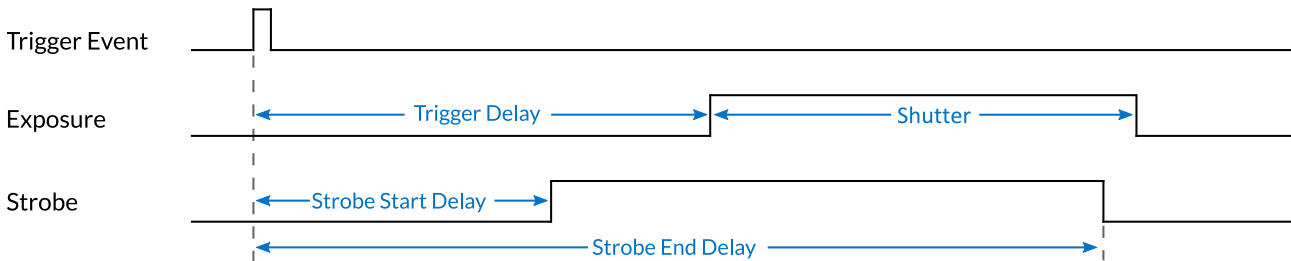 Trigger Event
Exposure
Trigger Delay
Shutter
Strobe
Strobe Start Delay
Strobe End Delay